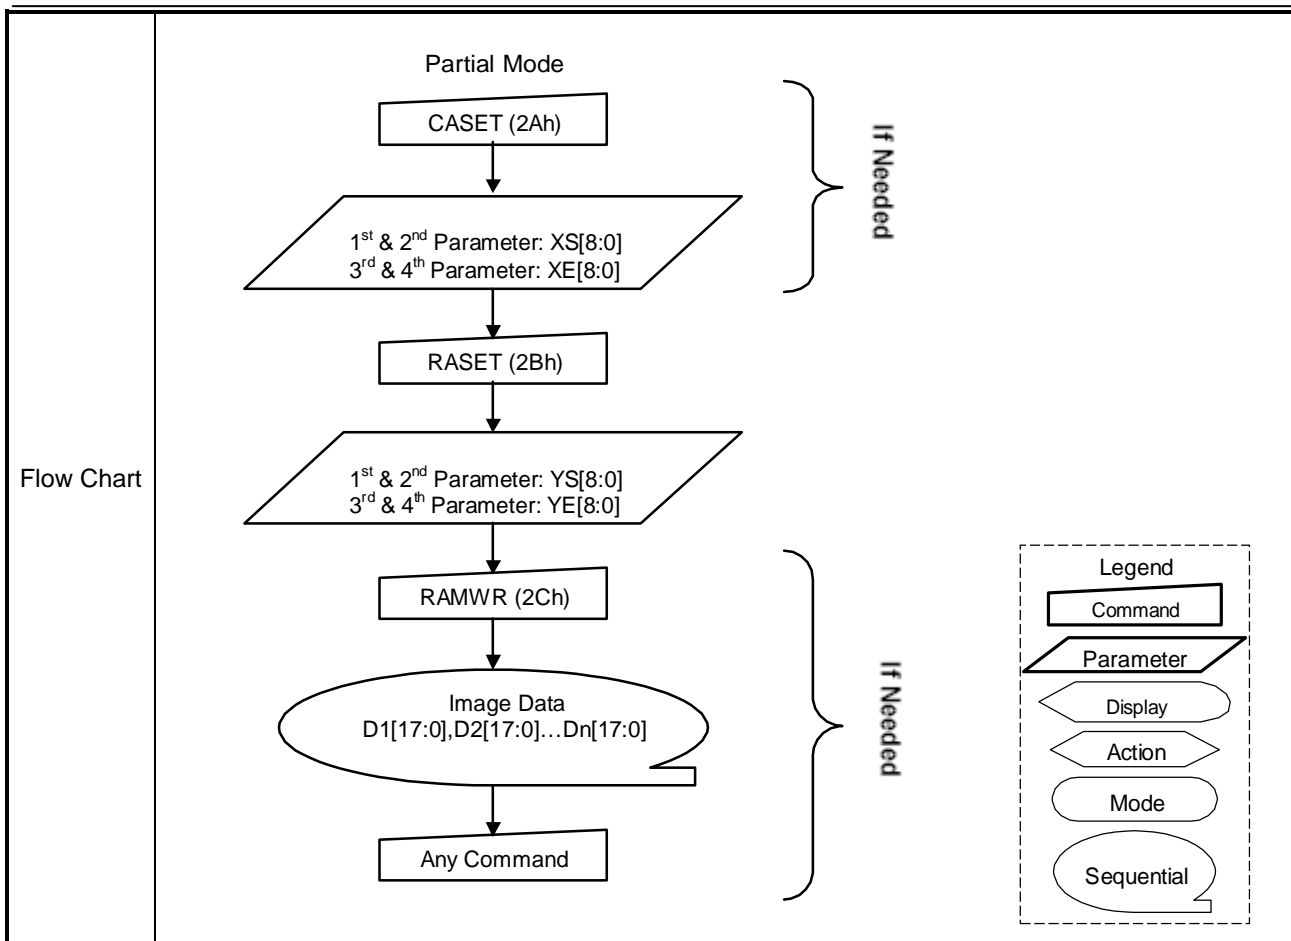 Flow Chart
Partial Mode
CASET (2Ah)
1st & 2nd Parameter: XS[8:0]
3rd & 4th Parameter: XE[8:0]
If Needed
RASET (2Bh)
1st & 2nd Parameter: YS[8:0]
3rd & 4th Parameter: YE[8:0]
RAMWR (2Ch)
Image Data
D1[17:0],D2[17:0]…Dn[17:0]
Any Command
If Needed
Legend
Command
Parameter
Display
Action
Mode
Sequential